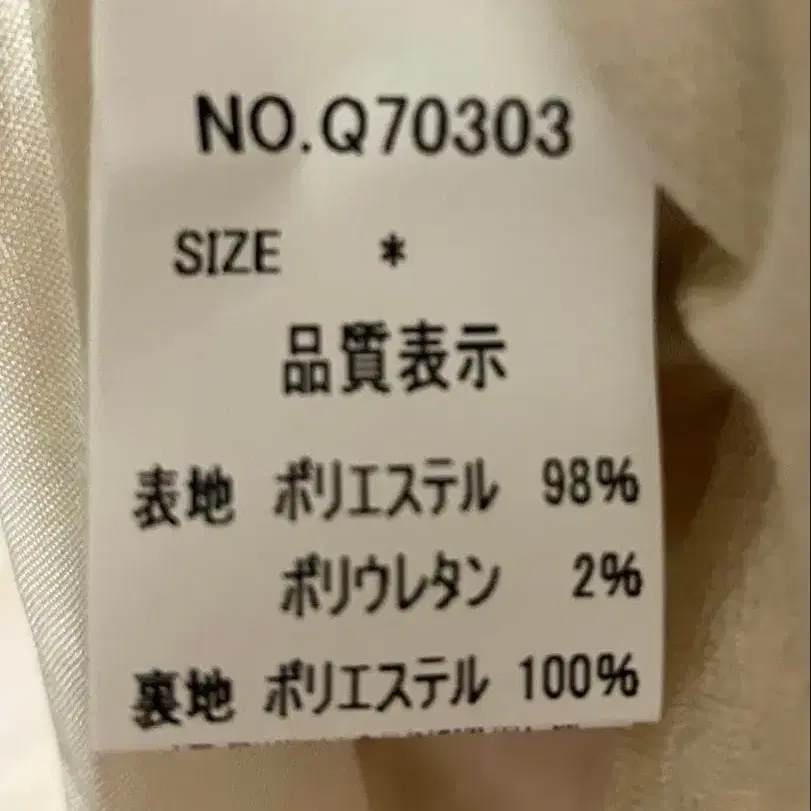 NO.Q70303
SIZE *
品質表示
表地 ポリエステル 98%
ポリウレタン 2%
裏地 ポリエステル 100%